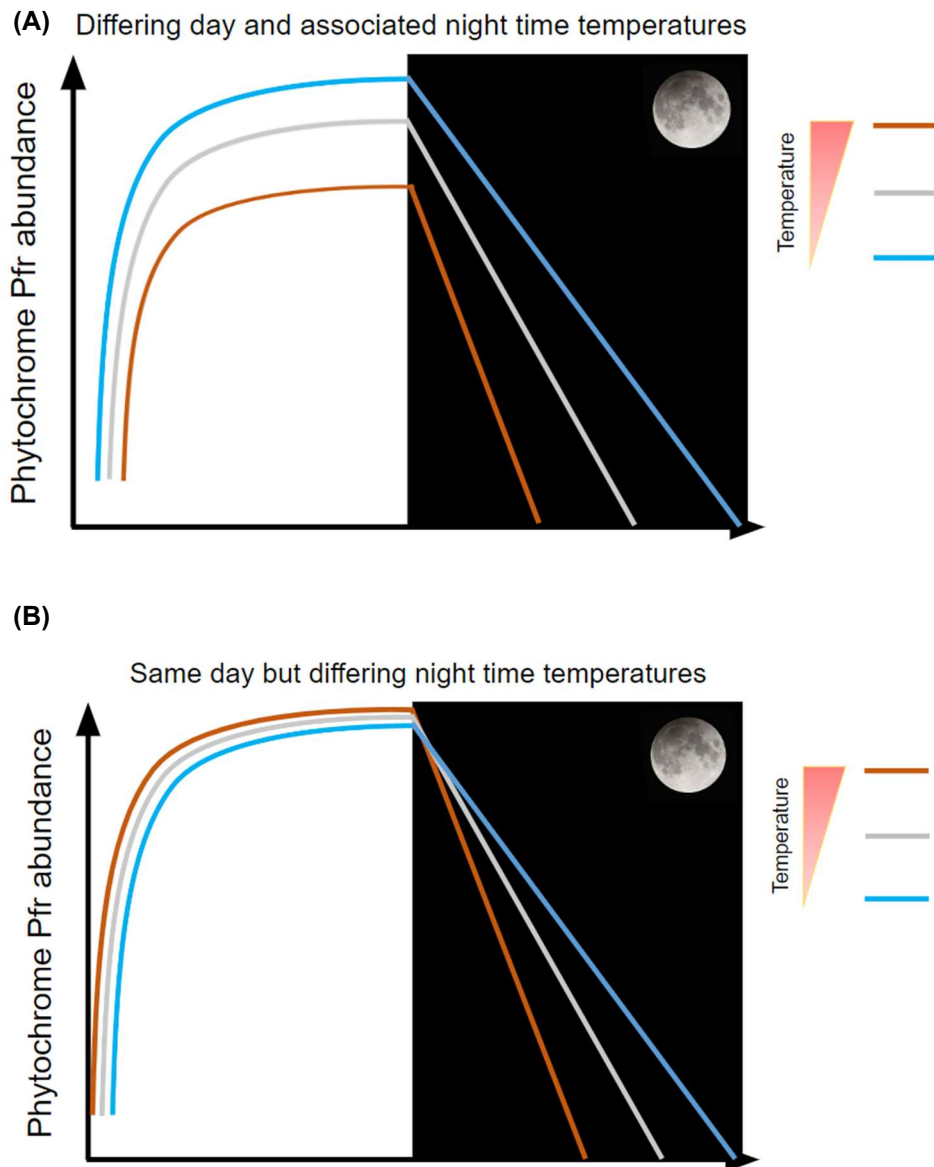 (A)
Differing day and associated night time temperatures
Phytochrome Pfr abundance
Temperature
(B)
Same day but differing night time temperatures
Phytochrome Pfr abundance
Temperature